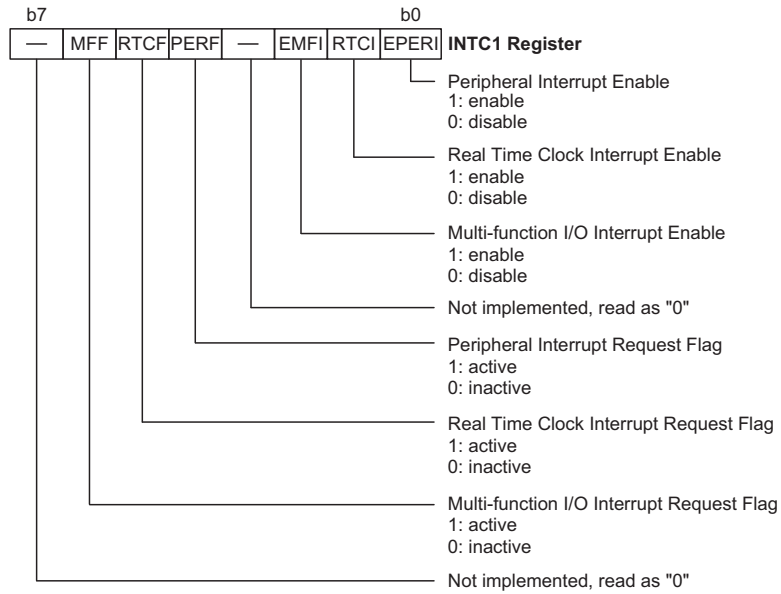 b7 b0
— MFF RTCF PERF — EMFI RTCI EPERI INTC1 Register
Peripheral Interrupt Enable
1: enable
0: disable
Real Time Clock Interrupt Enable
1: enable
0: disable
Multi-function I/O Interrupt Enable
1: enable
0: disable
Not implemented, read as "0"
Peripheral Interrupt Request Flag
1: active
0: inactive
Real Time Clock Interrupt Request Flag
1: active
0: inactive
Multi-function I/O Interrupt Request Flag
1: active
0: inactive
Not implemented, read as "0"